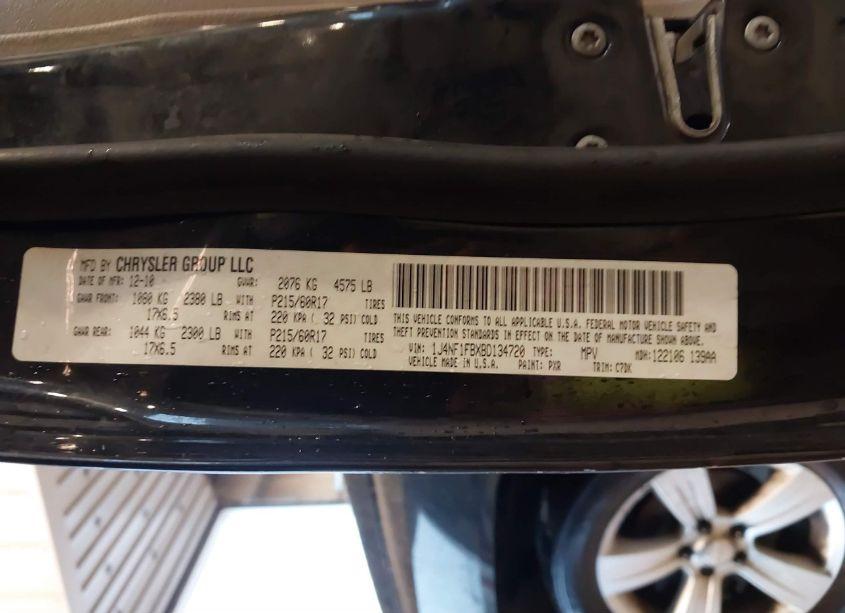 MFD BY CHRYSLER GROUP LLC
DATE OF MFR: 12-10 GVWR: 2076 KG 4575 LB
GAWR FRONT: 1080 KG 2380 LB WITH P215/60R17 TIRES
17X6.5 RIMS AT 220 KPA ( 32 PSI) COLD
GAWR REAR: 1044 KG 2300 LB WITH P215/60R17 TIRES
17X6.5 RIMS AT 220 KPA ( 32 PSI) COLD
THIS VEHICLE CONFORMS TO ALL APPLICABLE U.S.A. FEDERAL MOTOR VEHICLE SAFETY AND
THEFT PREVENTION STANDARDS IN EFFECT ON THE DATE OF MANUFACTURE SHOWN ABOVE.
VIN: 1J4NF1FBXBD134720 TYPE: MPV MDH: 122106 139AA
VEHICLE MADE IN U.S.A. PAINT: PXR TRIM: C7DK